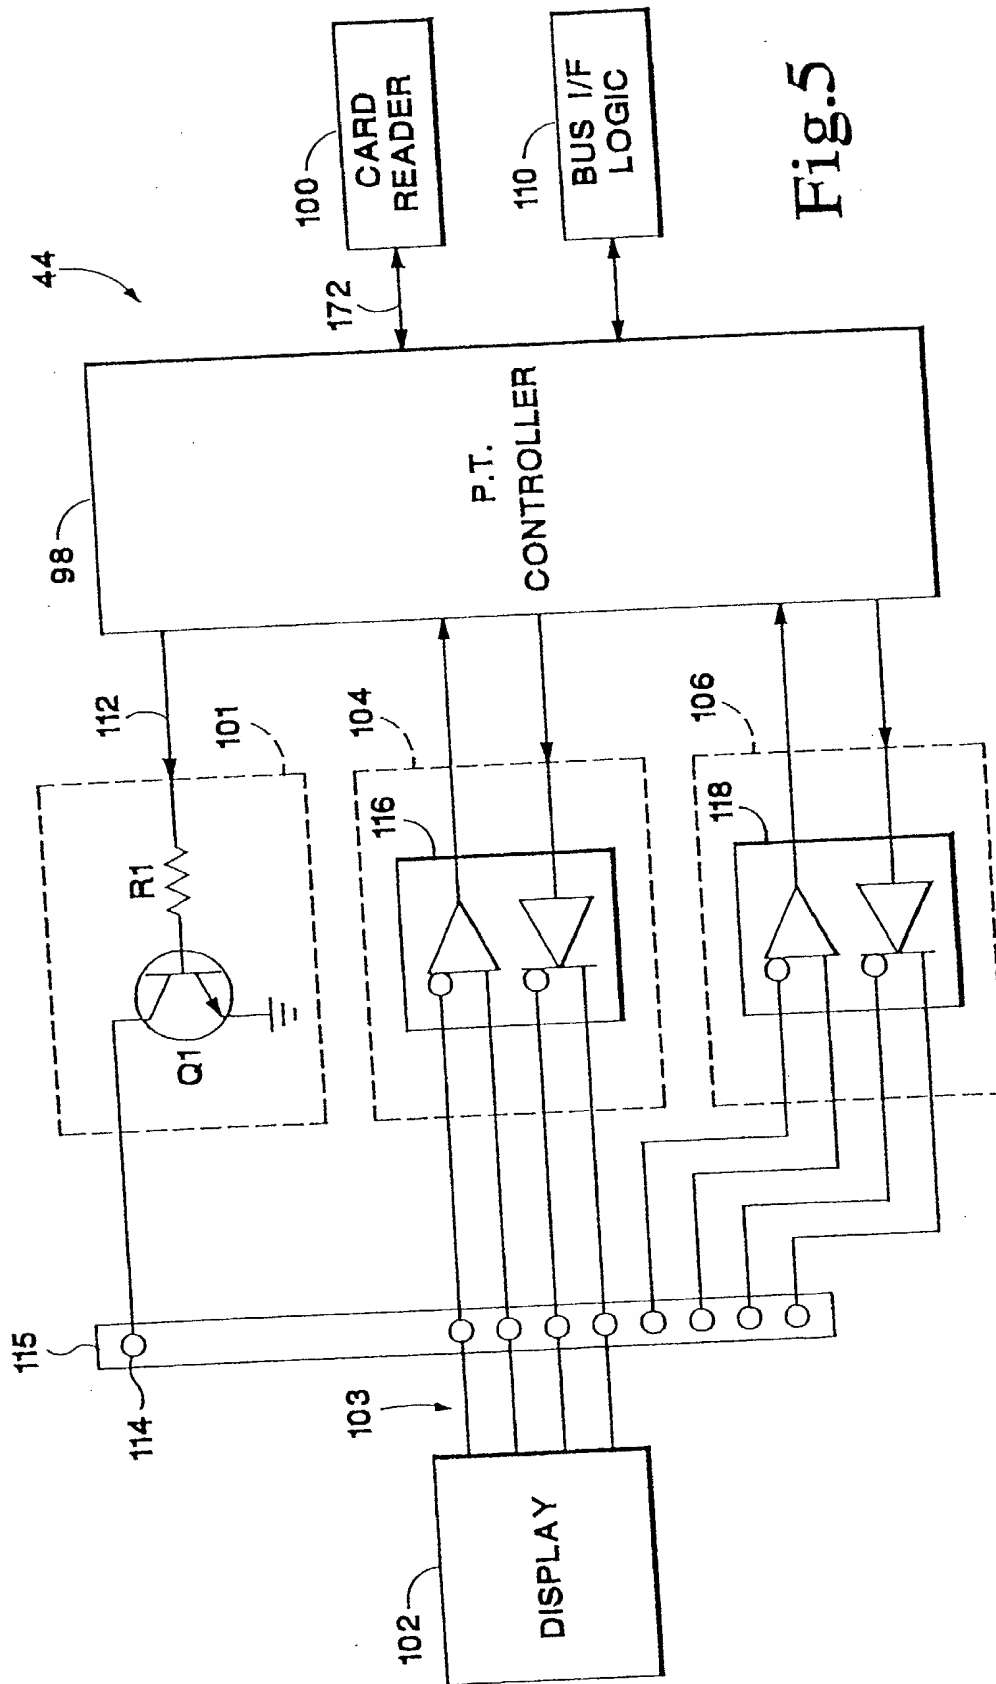 44
100
CARD
READER
172
110
BUS I/F
LOGIC
98
P.T.
CONTROLLER
112
101
R1
Q1
104
116
106
118
115
114
103
102
DISPLAY
Fig.5